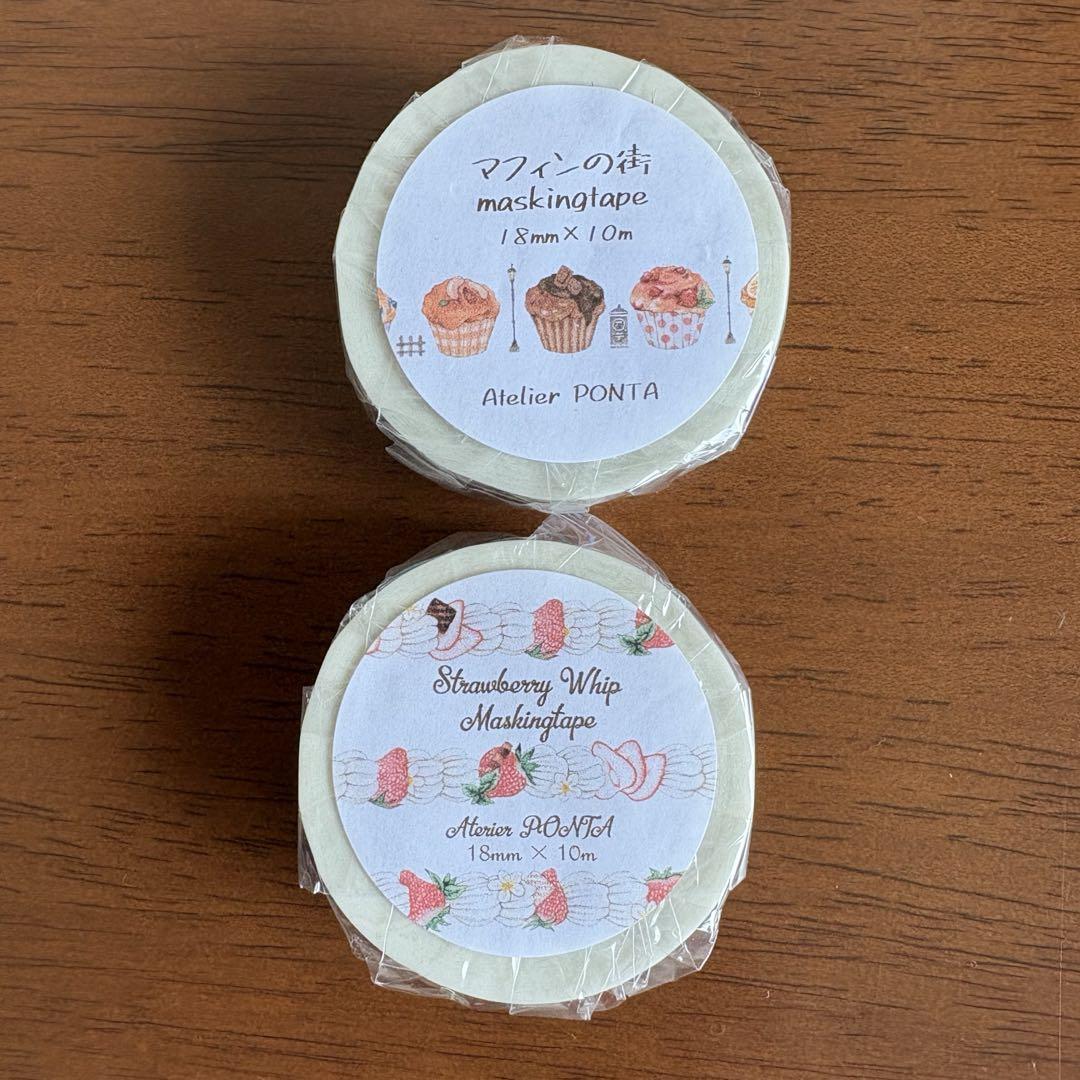 マフィンの街
maskingtape
18mm×10m
Atelier PONTA
Strawberry Whip
Maskingtape
Aterier PONTA
18mm × 10m